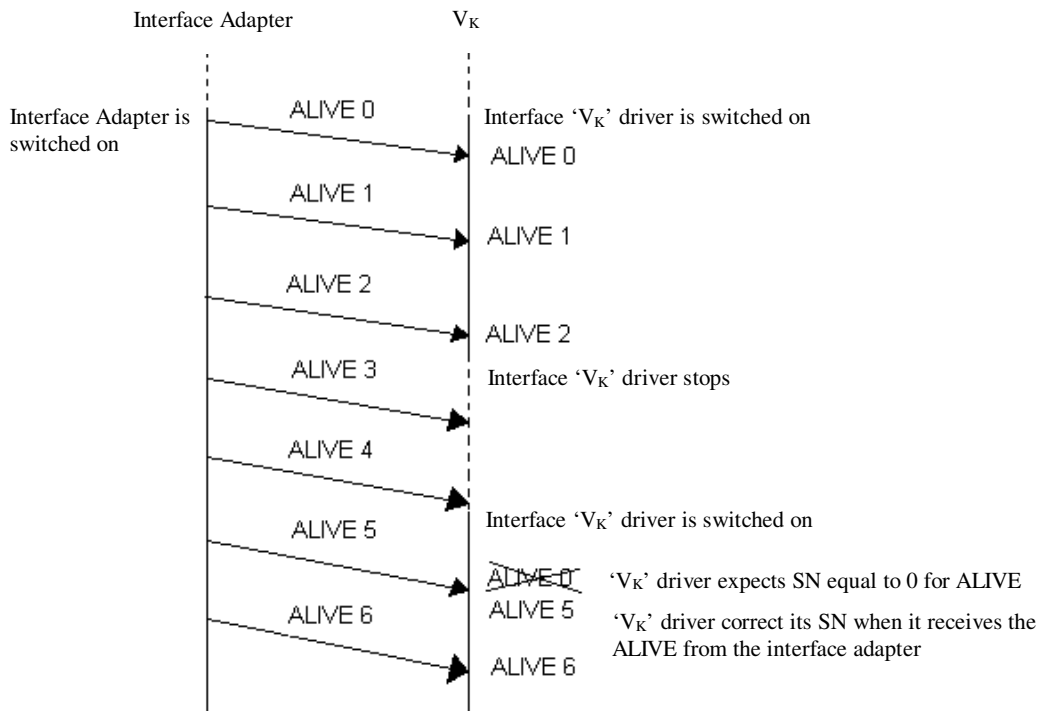 Interface Adapter
V_K
Interface Adapter is
switched on
ALIVE 0
Interface ‘V_K’ driver is switched on
ALIVE 0
ALIVE 1
ALIVE 1
ALIVE 2
ALIVE 2
ALIVE 3
Interface ‘V_K’ driver stops
ALIVE 4
Interface ‘V_K’ driver is switched on
ALIVE 5
ALIVE 0
‘V_K’ driver expects SN equal to 0 for ALIVE
ALIVE 5
ALIVE 6
‘V_K’ driver correct its SN when it receives the
ALIVE from the interface adapter
ALIVE 6